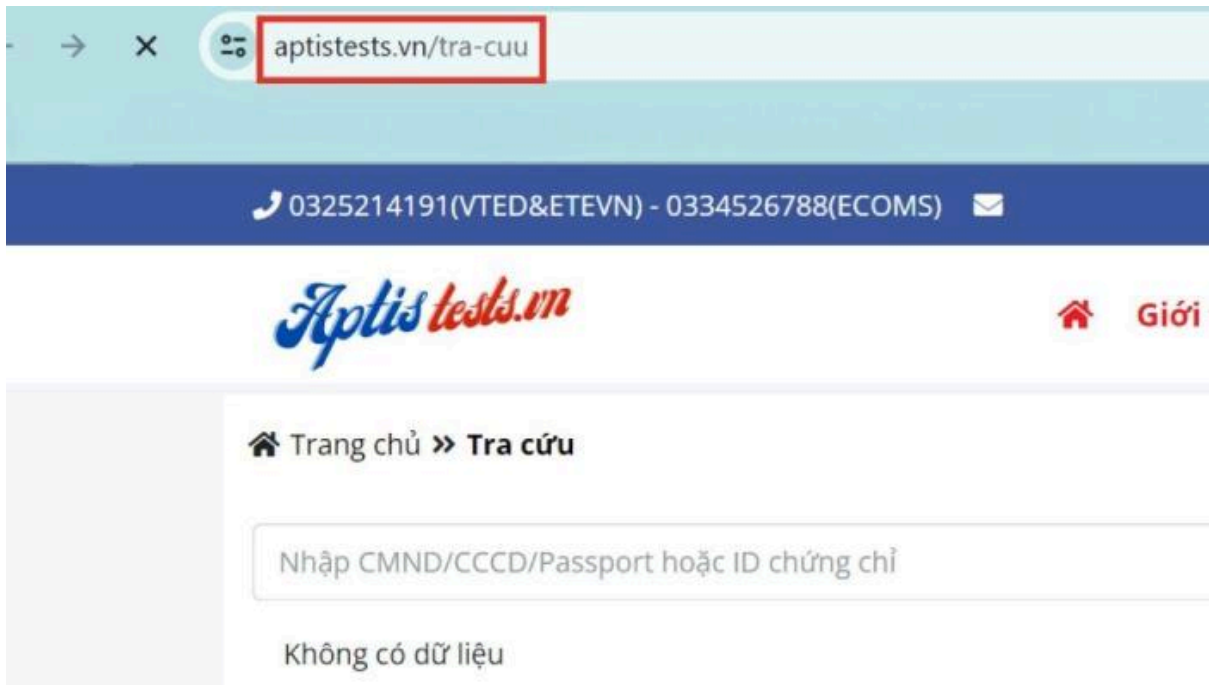 aptistests.vn/tra-cuu
0325214191(VTED&ETEVN) - 0334526788(ECOMS)
Aptis tests.vn
Giới
Trang chủ » Tra cứu
Nhập CMND/CCCD/Passport hoặc ID chứng chỉ
Không có dữ liệu